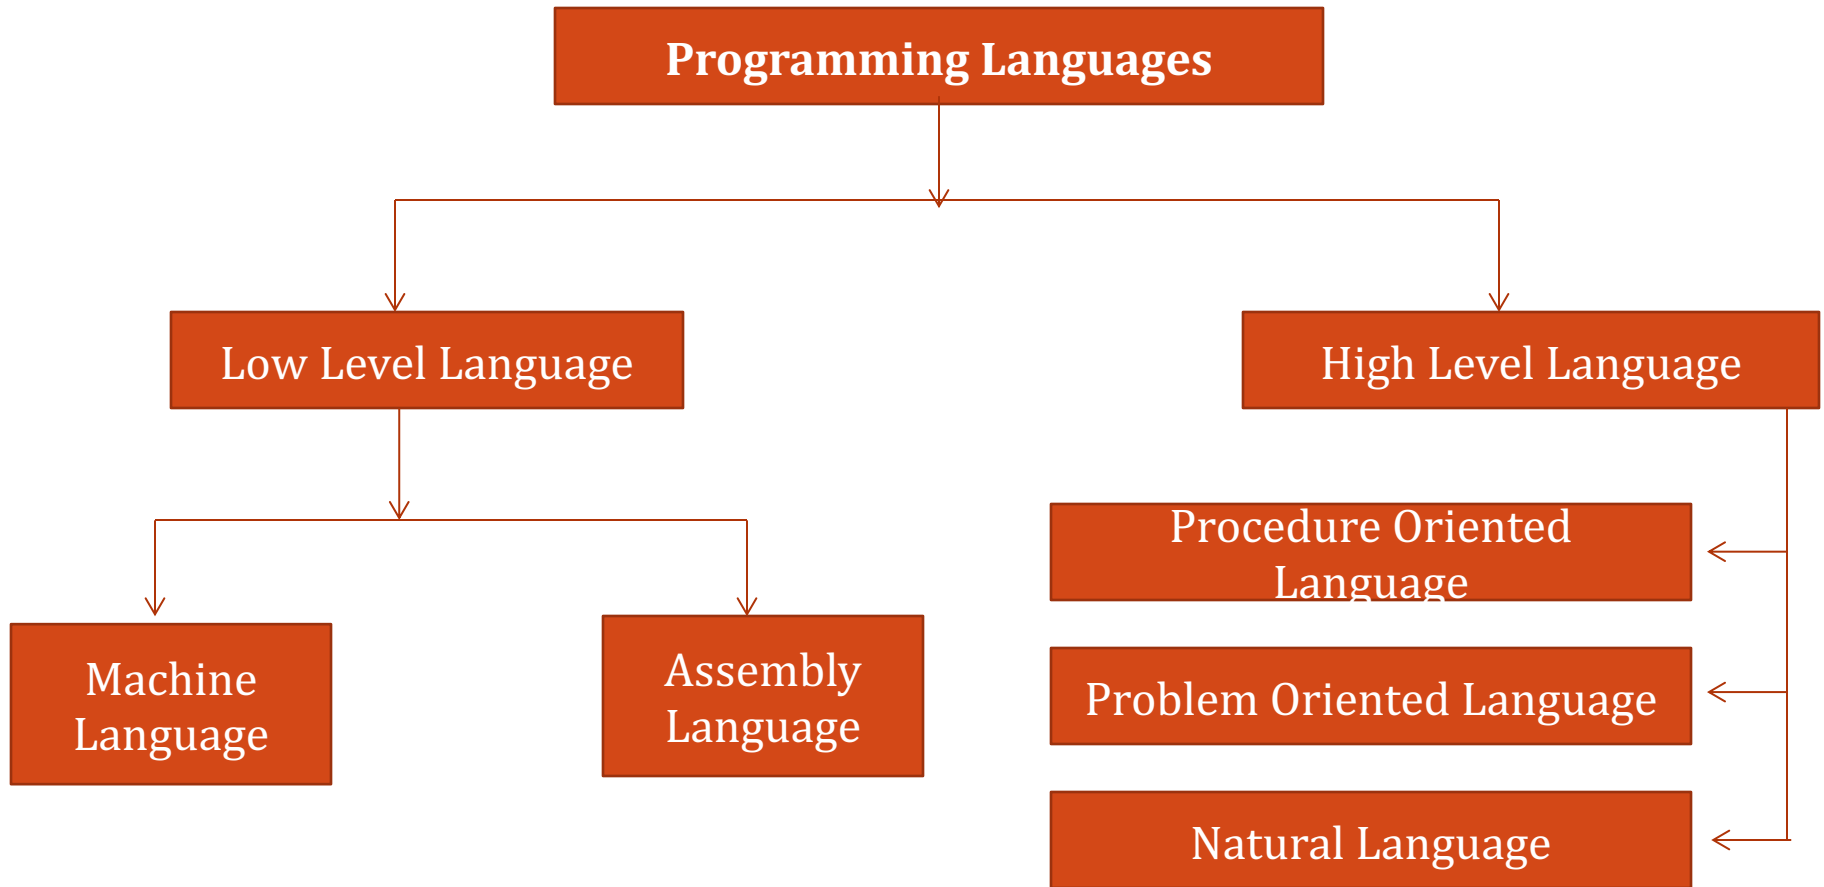 Programming Languages
Low Level Language
High Level Language
Procedure Oriented
Language
Problem Oriented Language
Natural Language
Machine
Language
Assembly
Language